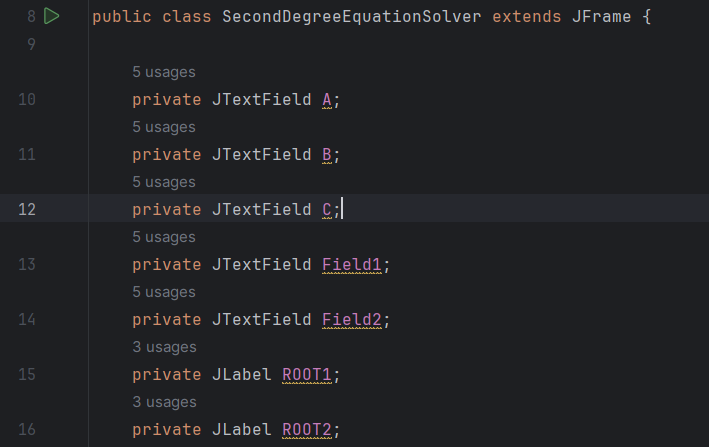 8 public class SecondDegreeEquationSolver extends JFrame {
9
5 usages
10 private JTextField A;
5 usages
11 private JTextField B;
5 usages
12 private JTextField C;
5 usages
13 private JTextField Field1;
5 usages
14 private JTextField Field2;
3 usages
15 private JLabel ROOT1;
3 usages
16 private JLabel ROOT2;